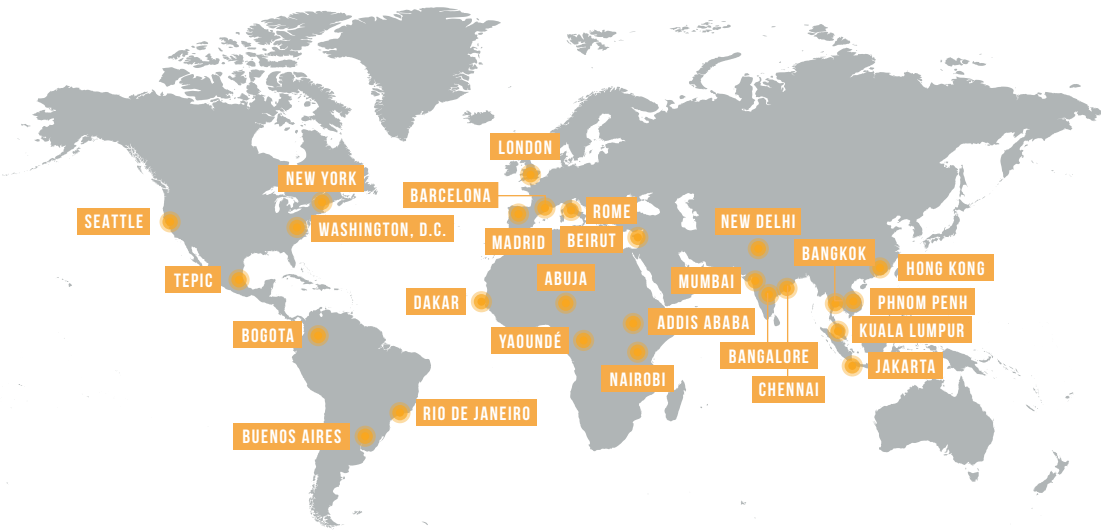 LONDON
NEW YORK
BARCELONA
SEATTLE
WASHINGTON, D.C.
ROME
NEW DELHI
MADRID
BEIRUT
BANGKOK
HONG KONG
TEPIC
ABUJA
MUMBAI
DAKAR
PHNOM PENH
ADDIS ABABA
KUALA LUMPUR
BOGOTA
YAOUNDÉ
BANGALORE
JAKARTA
NAIROBI
CHENNAI
RIO DE JANEIRO
BUENOS AIRES